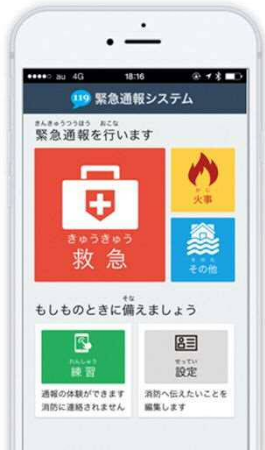 au 4G 18:16
119 緊急通報システム
きんきゅうつうほう おこな
緊急通報を行います
きゅうきゅう
救急
かじ
火事
その他
そな
もしものときに備えましょう
れんしゅう
練習
通報の体験ができます
消防に連絡されません
せってい
設定
消防へ伝えたいことを
編集します